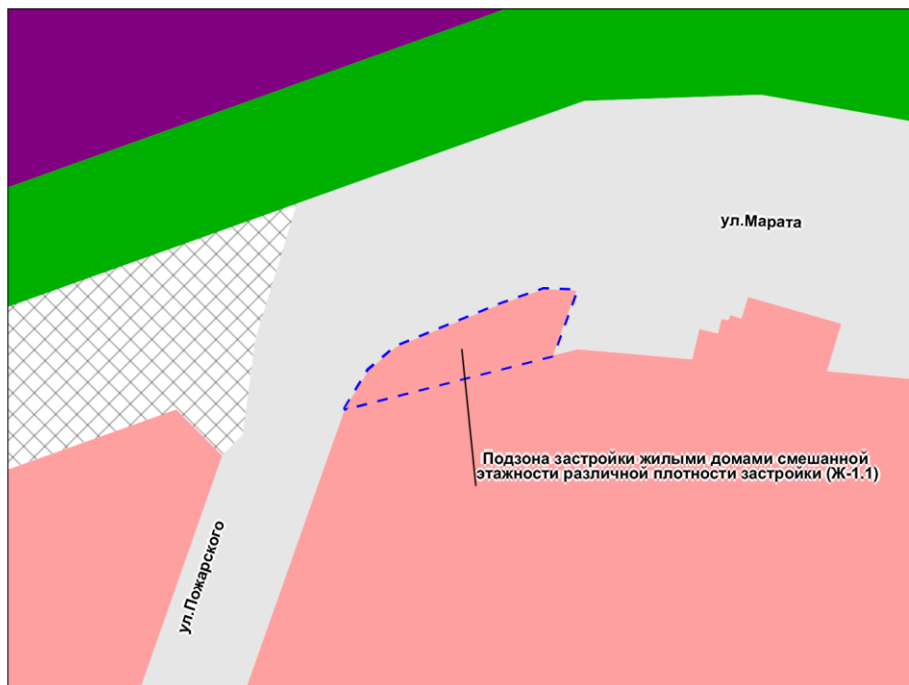 ул.Марата
Подзона застройки жилыми домами смешанной
этажности различной плотности застройки (Ж-1.1)
ул.Пожарского